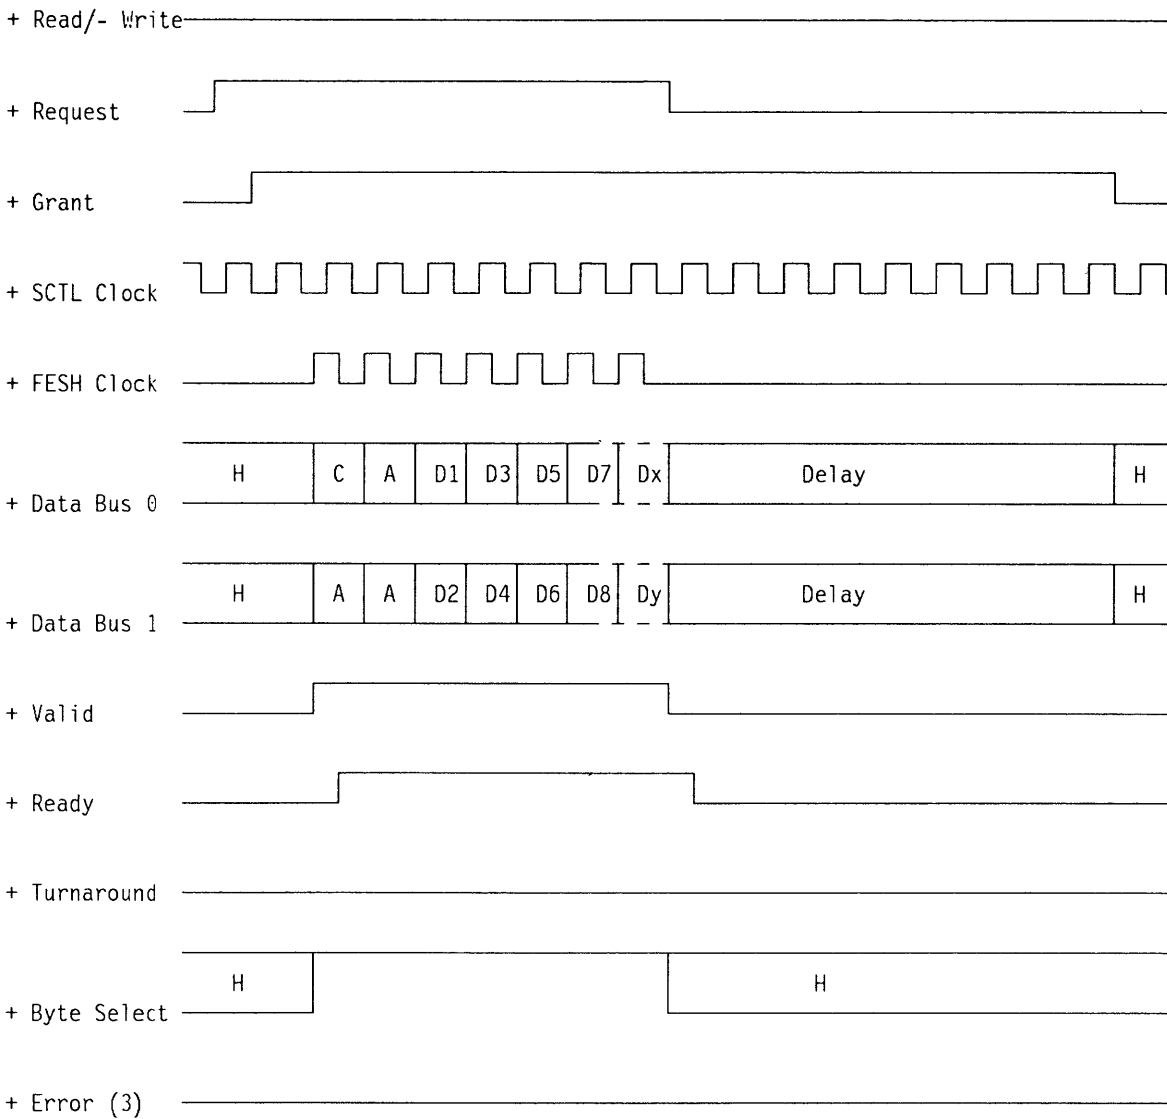 + Read/- Write
+ Request
+ Grant
+ SCTL Clock
+ FESH Clock
H C A D1 D3 D5 D7 Dx Delay H
+ Data Bus 0
H A A D2 D4 D6 D8 Dy Delay H
+ Data Bus 1
+ Valid
+ Ready
+ Turnaround
H H
+ Byte Select
+ Error (3)